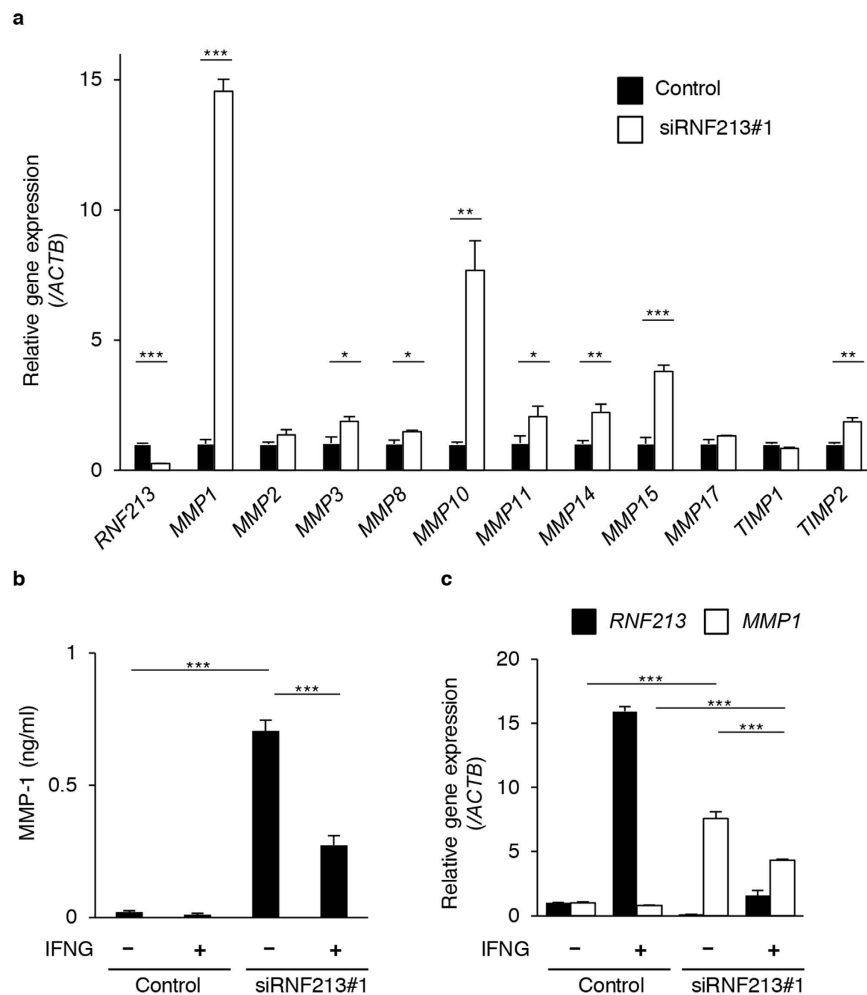 a
Relative gene expression
(/ACTB)
15
10
5
0
***
***
*
*
**
*
**
***
**
Control
siRNF213#1
RNF213
MMP1
MMP2
MMP3
MMP8
MMP10
MMP11
MMP14
MMP15
MMP17
TIMP1
TIMP2
b
MMP-1 (ng/ml)
1
0.5
0
***
***
IFNG − + − +
Control siRNF213#1
c
RNF213 MMP1
Relative gene expression
(/ACTB)
20
15
10
5
0
***
***
***
IFNG − + − +
Control siRNF213#1